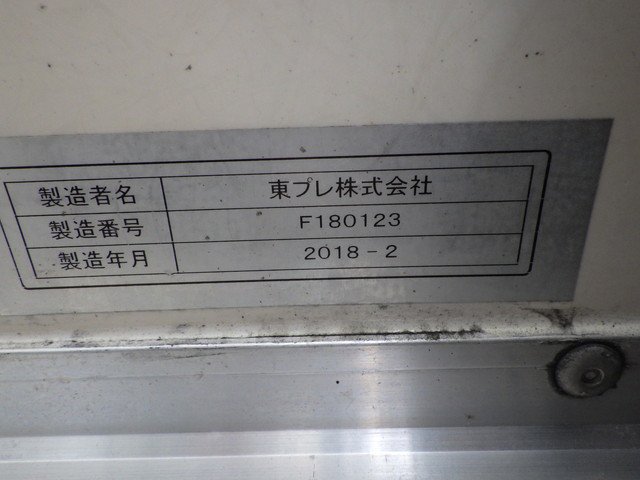 製造者名 東プレ株式会社
製造番号 F180123
製造年月 2018-2